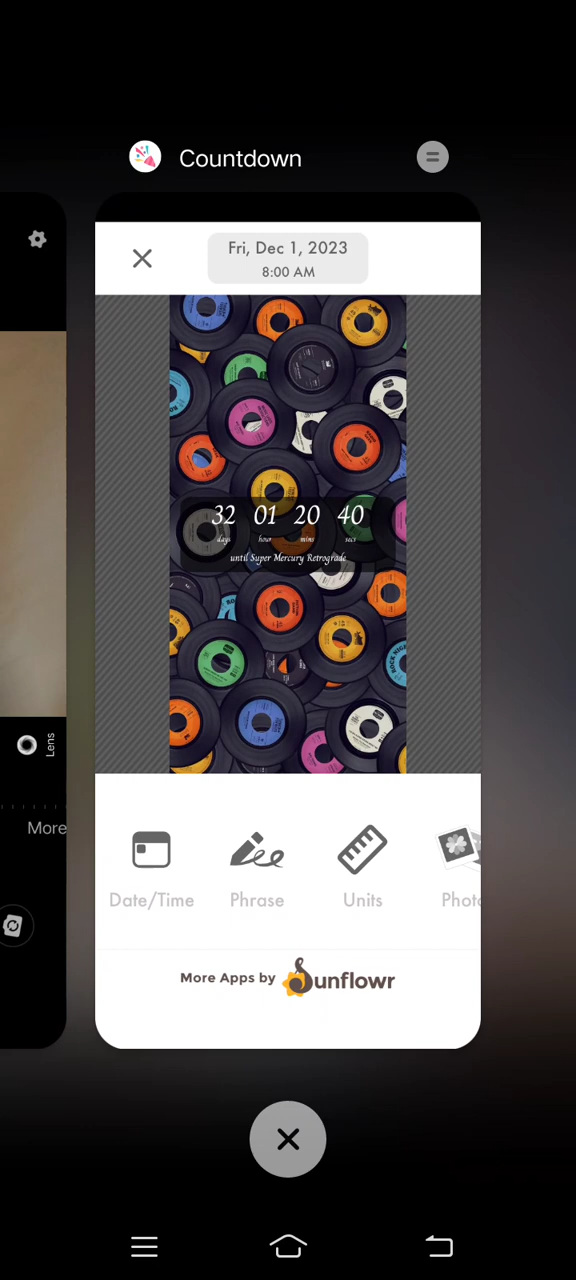 Countdown
Fri, Dec 1, 2023
8:00 AM
32 01 20 40
days hour mins secs
until Super Mercury Retrograde
Lens
More
Date/Time
Phrase
Units
Photo
More Apps by Sunflowr